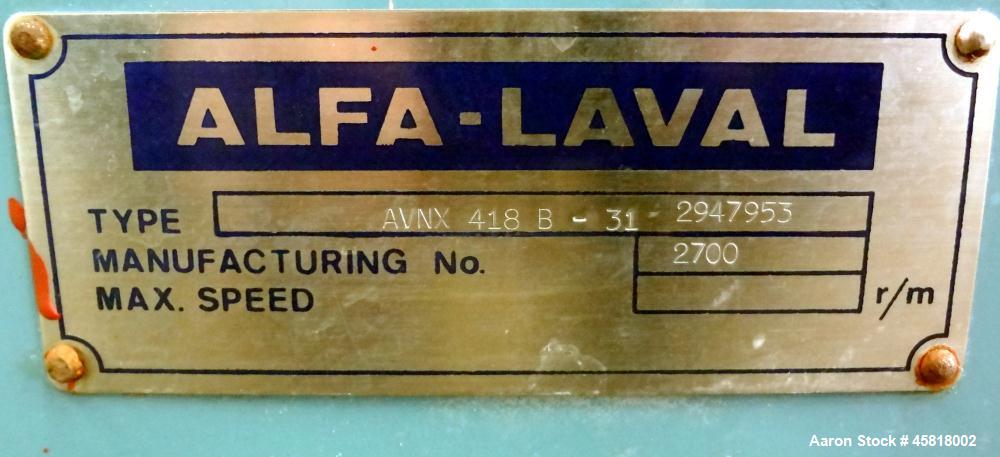 ALFA-LAVAL
TYPE AVNX 418 B - 31 - 2947953
MANUFACTURING No. 2700
MAX. SPEED r/m
Aaron Stock # 45818002